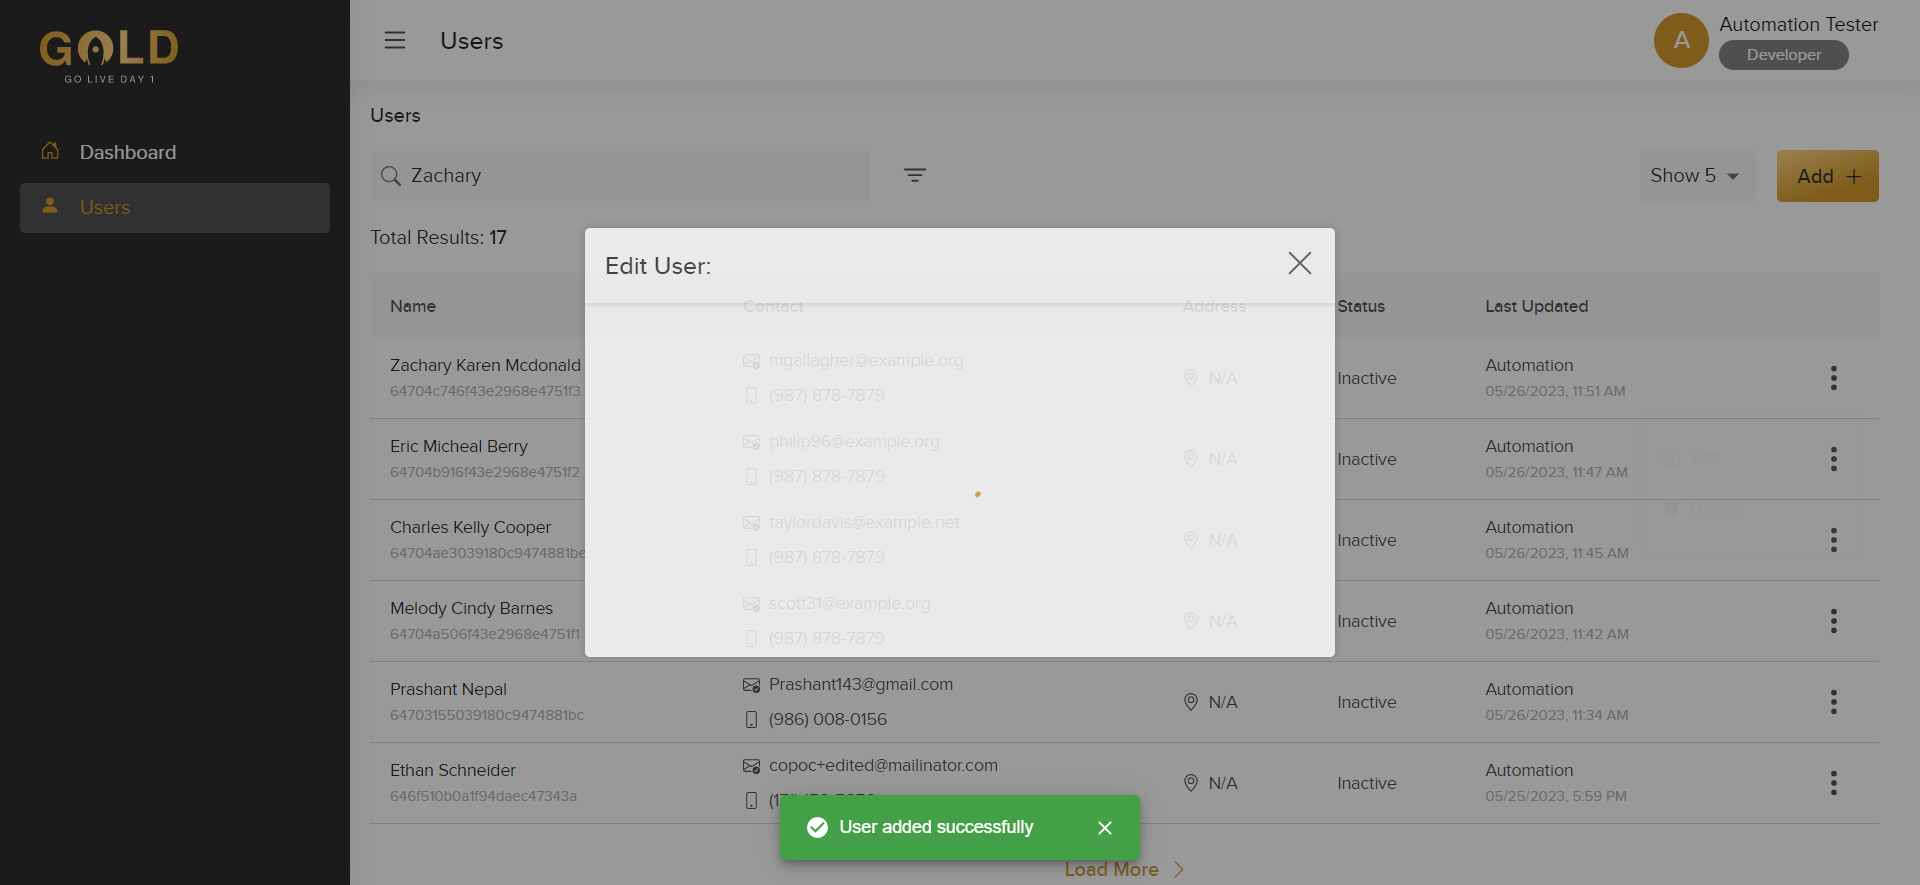 GOLD
GO LIVE DAY 1
Dashboard
Users
Users
Automation Tester
A
Developer
Users
Zachary
Show 5
Add +
Total Results: 17
Edit User:
Name
Contact
Address
Status
Last Updated
Zachary Karen Mcdonald
64704c746f43e2968e4751f3
mgallagher@example.org
(987) 878-7879
N/A
Inactive
Automation
05/26/2023, 11:51 AM
Eric Micheal Berry
64704b916f43e2968e4751f2
philip96@example.org
(987) 878-7879
N/A
Inactive
Automation
05/26/2023, 11:47 AM
Edit
Charles Kelly Cooper
64704ae3039180c9474881be
taylordavis@example.net
(987) 878-7879
N/A
Inactive
Automation
05/26/2023, 11:45 AM
Delete
Melody Cindy Barnes
64704a506f43e2968e4751f1
scott31@example.org
(987) 878-7879
N/A
Inactive
Automation
05/26/2023, 11:42 AM
Prashant Nepal
64703155039180c9474881bc
Prashant143@gmail.com
(986) 008-0156
N/A
Inactive
Automation
05/26/2023, 11:34 AM
Ethan Schneider
646f510b0a1f94daec47343a
copoc+edited@mailinator.com
N/A
Inactive
Automation
05/25/2023, 5:59 PM
User added successfully
Load More